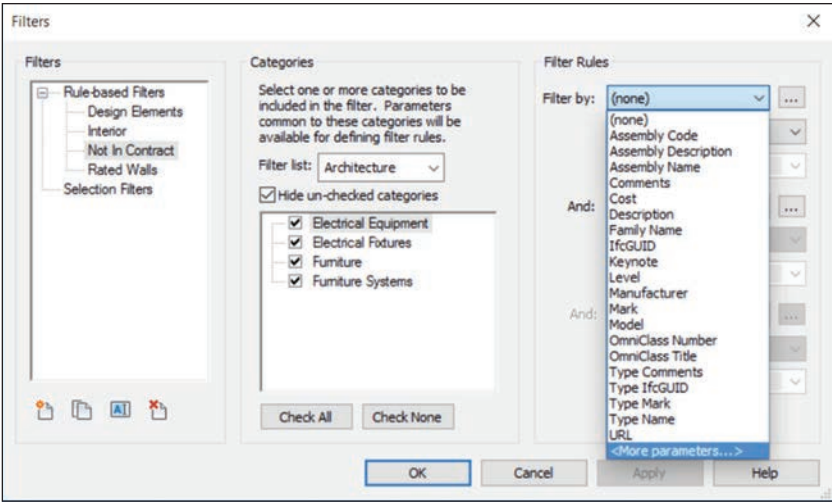 Filters
Filters
Rule-based Filters
Design Elements
Interior
Not In Contract
Rated Walls
Selection Filters
Categories
Select one or more categories to be
included in the filter. Parameters
common to these categories will be
available for defining filter rules.
Filter list: Architecture
Hide un-checked categories
Electrical Equipment
Electrical Fixtures
Furniture
Furniture Systems
Check All Check None
Filter Rules
Filter by: (none) ...
(none)
Assembly Code
Assembly Description
Assembly Name
Comments
Cost
And: ...
Description
Family Name
IfcGUID
Keynote
Level
Manufacturer
Mark
And: ...
Model
OmniClass Number
OmniClass Title
Type Comments
Type IfcGUID
Type Mark
Type Name
URL
<More parameters...>
OK Cancel Apply Help